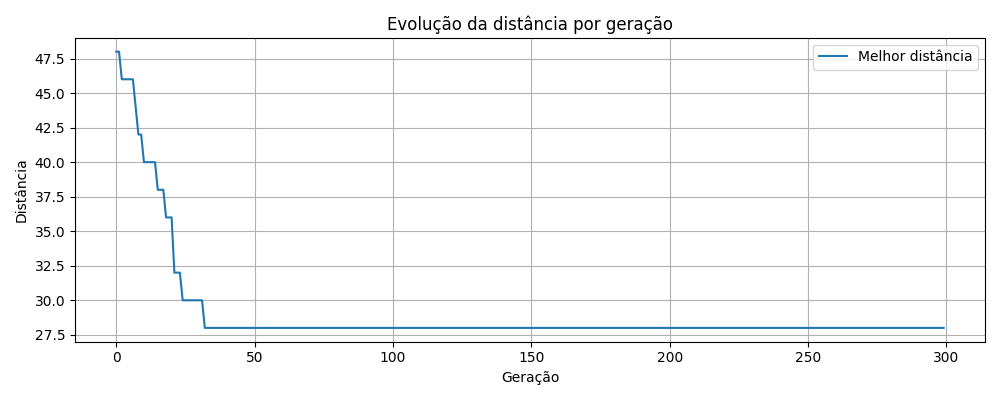 Evolução da distância por geração
Melhor distância
47.5
45.0
42.5
40.0
37.5
35.0
32.5
30.0
27.5
Distância
0 50 100 150 200 250 300
Geração